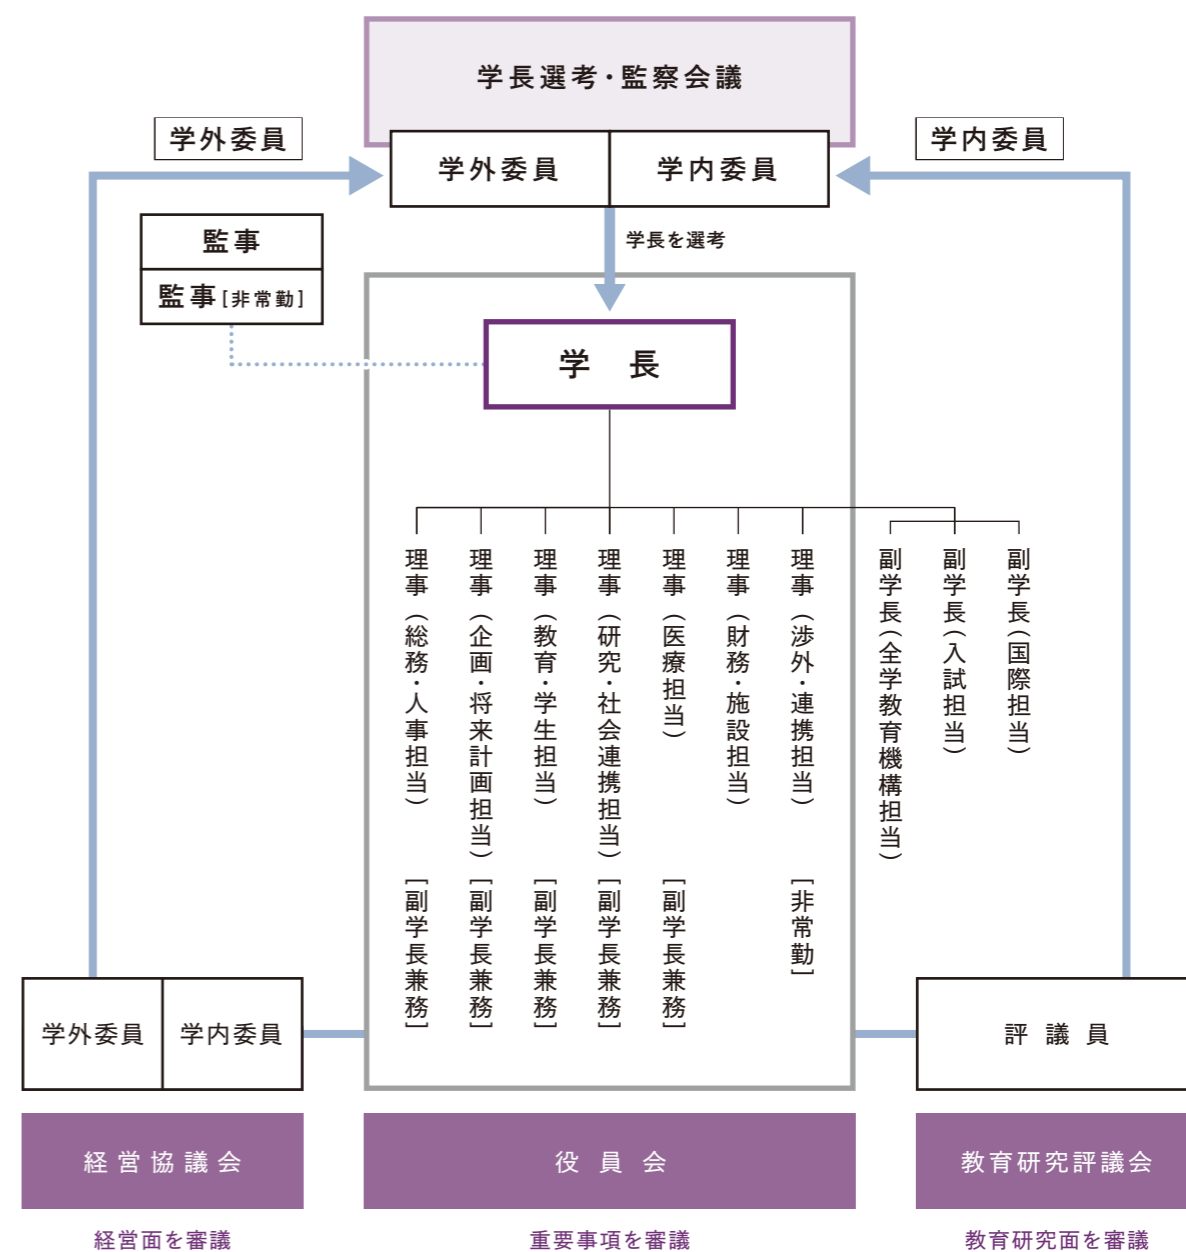 学長選考・監察会議
学外委員
学内委員
学外委員
学内委員
学長を選考
監事
監事[非常勤]
学長
理事（総務・人事担当）[副学長兼務]
理事（企画・将来計画担当）[副学長兼務]
理事（教育・学生担当）[副学長兼務]
理事（研究・社会連携担当）[副学長兼務]
理事（医療担当）[副学長兼務]
理事（財務・施設担当）
理事（渉外・連携担当）[非常勤]
副学長（全学教育機構担当）
副学長（入試担当）
副学長（国際担当）
学外委員
学内委員
評議員
経営協議会
役員会
教育研究評議会
経営面を審議
重要事項を審議
教育研究面を審議